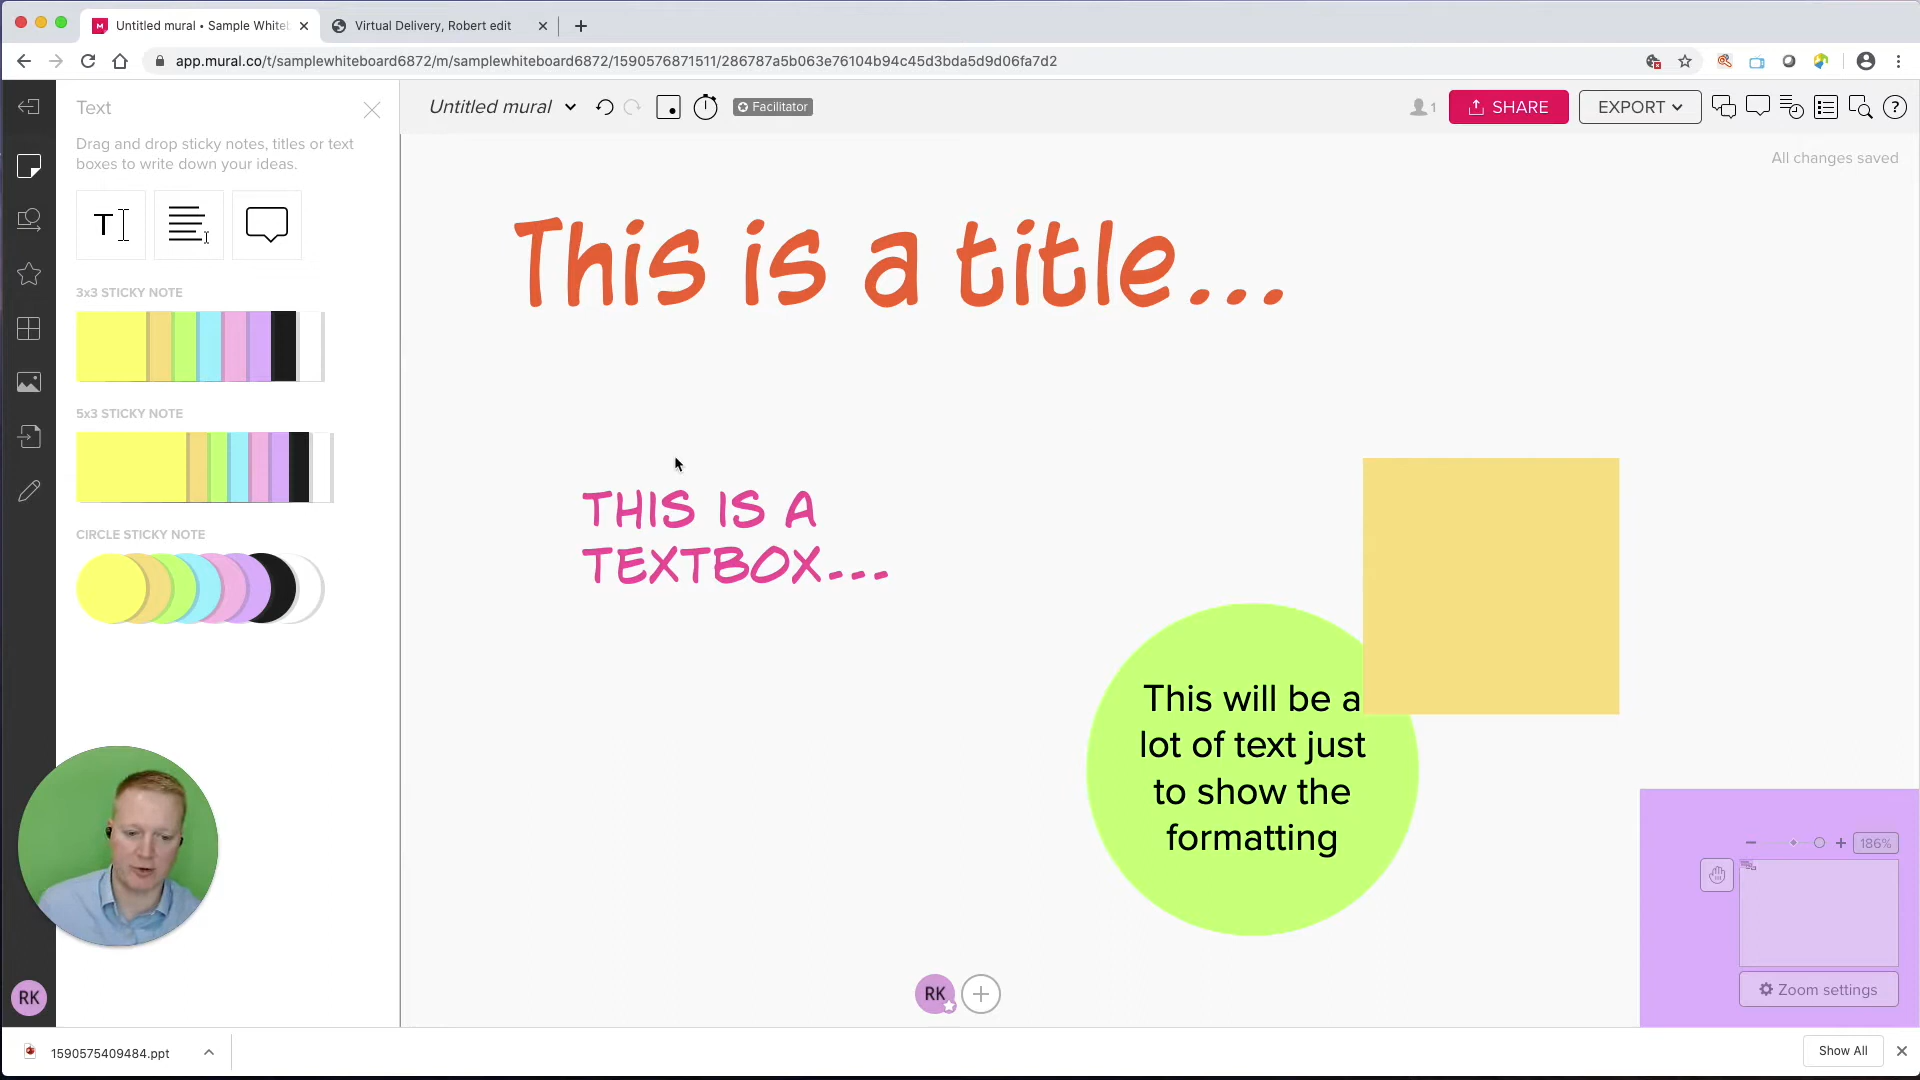 Untitled mural • Sample Whiteb
Virtual Delivery, Robert edit
app.mural.co/t/samplewhiteboard6872/m/samplewhiteboard6872/1590576871511/286787a5b063e76104b94c45d3bda5d9d06fa7d2
Text
Drag and drop sticky notes, titles or text
boxes to write down your ideas.
T
3x3 STICKY NOTE
5x3 STICKY NOTE
CIRCLE STICKY NOTE
RK
Untitled mural
Facilitator
1
SHARE
EXPORT
?
All changes saved
This is a title...
THIS IS A
TEXTBOX...
This will be a
lot of text just
to show the
formatting
186%
Zoom settings
RK
1590575409484.ppt
Show All